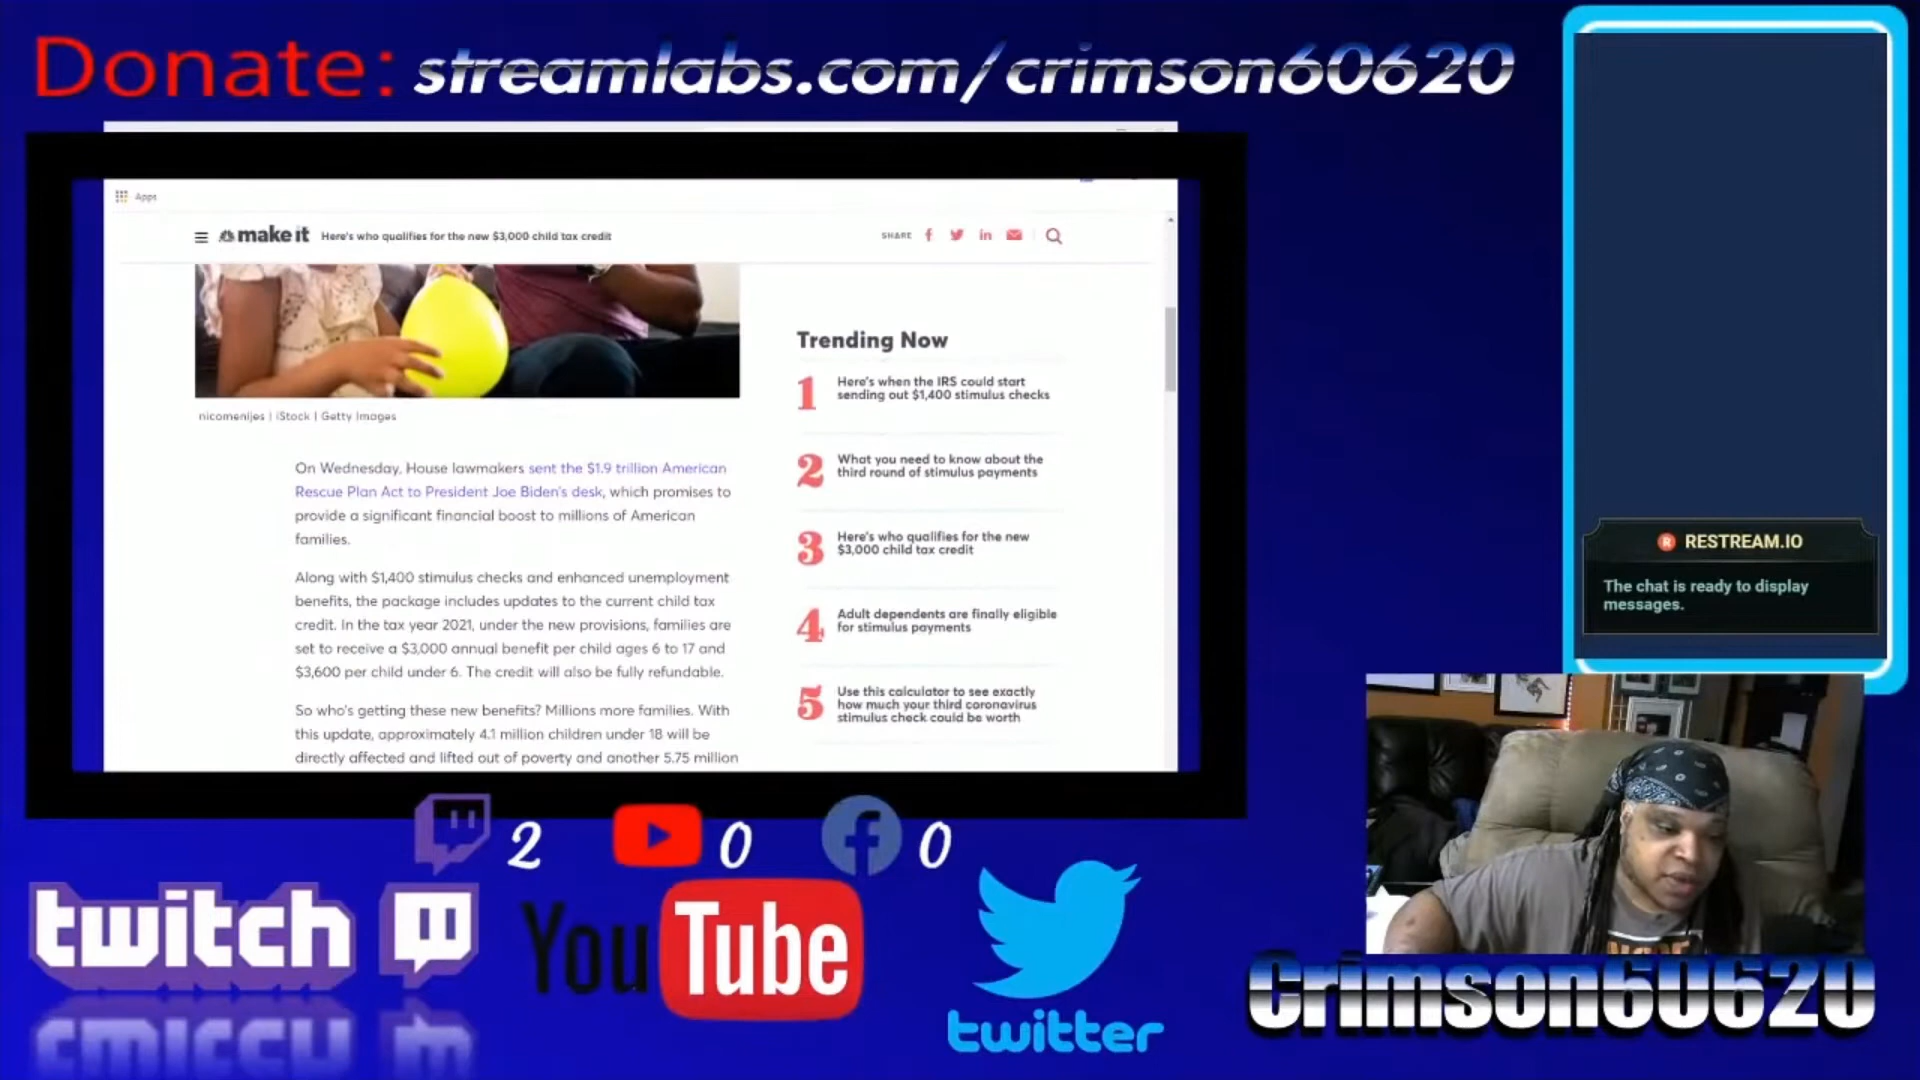 Donate: streamlabs.com/crimson60620
Apps
make it Here's who qualifies for the new $3,000 child tax credit SHARE
nicomenijes | iStock | Getty Images
On Wednesday, House lawmakers sent the $1.9 trillion American
Rescue Plan Act to President Joe Biden's desk, which promises to
provide a significant financial boost to millions of American
families.
Along with $1,400 stimulus checks and enhanced unemployment
benefits, the package includes updates to the current child tax
credit. In the tax year 2021, under the new provisions, families are
set to receive a $3,000 annual benefit per child ages 6 to 17 and
$3,600 per child under 6. The credit will also be fully refundable.
So who's getting these new benefits? Millions more families. With
this update, approximately 4.1 million children under 18 will be
directly affected and lifted out of poverty and another 5.75 million
Trending Now
1 Here's when the IRS could start
sending out $1,400 stimulus checks
2 What you need to know about the
third round of stimulus payments
3 Here's who qualifies for the new
$3,000 child tax credit
4 Adult dependents are finally eligible
for stimulus payments
5 Use this calculator to see exactly
how much your third coronavirus
stimulus check could be worth
RESTREAM.IO
The chat is ready to display
messages.
2 0 0
twitch
YouTube
twitter
Crimson60620